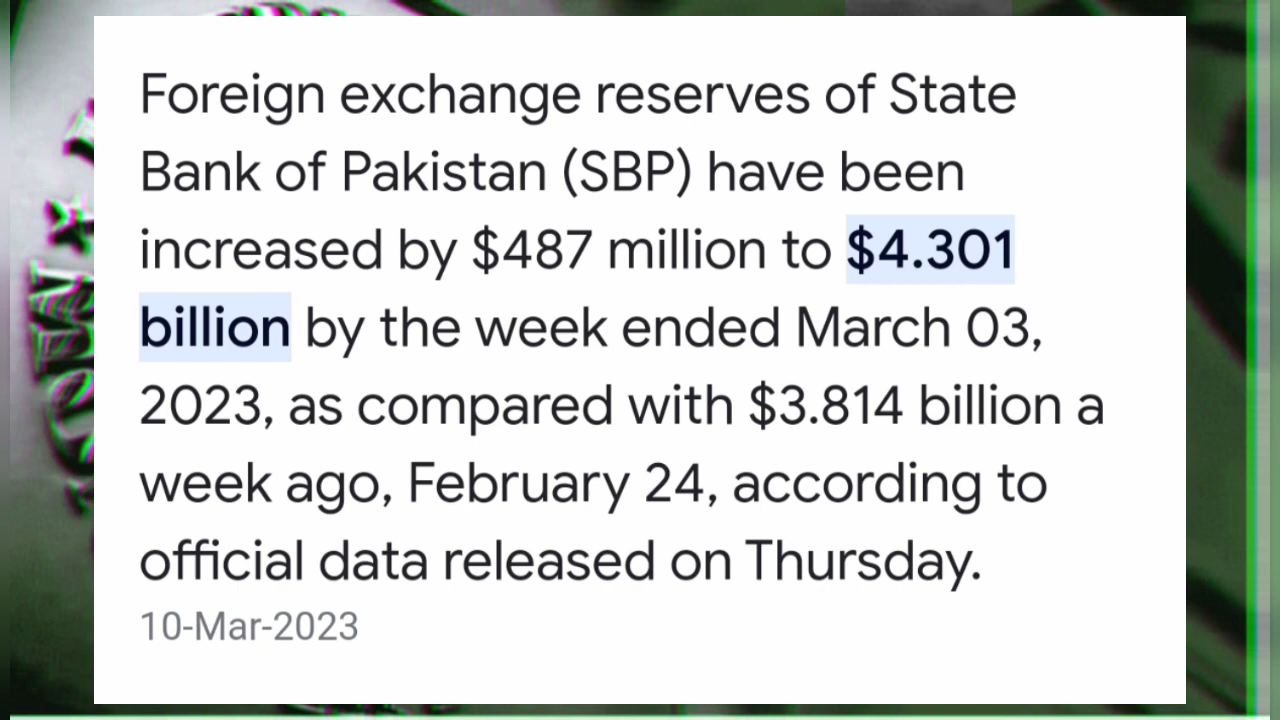 Foreign exchange reserves of State
Bank of Pakistan (SBP) have been
increased by $487 million to $4.301
billion by the week ended March 03,
2023, as compared with $3.814 billion a
week ago, February 24, according to
official data released on Thursday.
10-Mar-2023